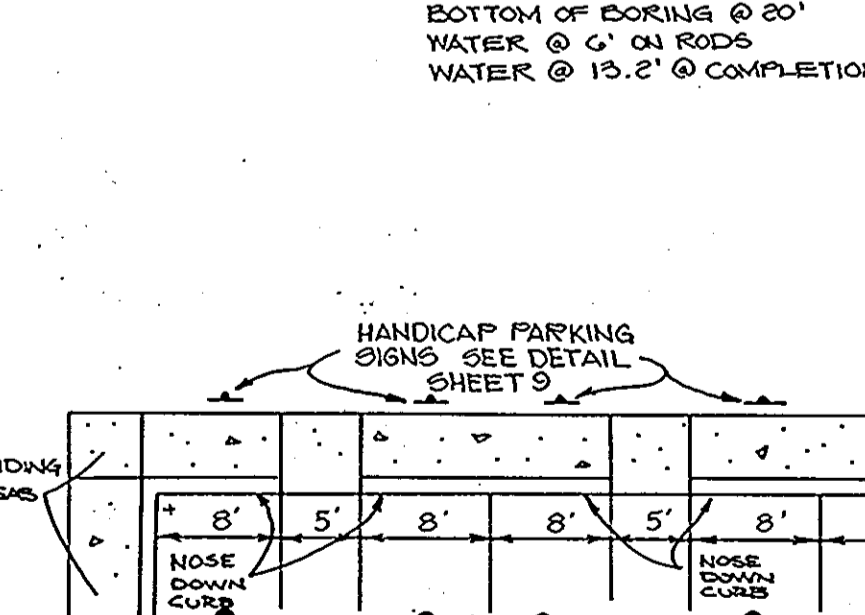 BOTTOM OF BORING @ 20'
WATER @ 6' ON RODS
WATER @ 13.2' @ COMPLETION
HANDICAP PARKING
SIGNS SEE DETAIL
SHEET 9
8' 5' 8' 8' 5' 8'
NOSE
DOWN
CURB
NOSE
DOWN
CURB